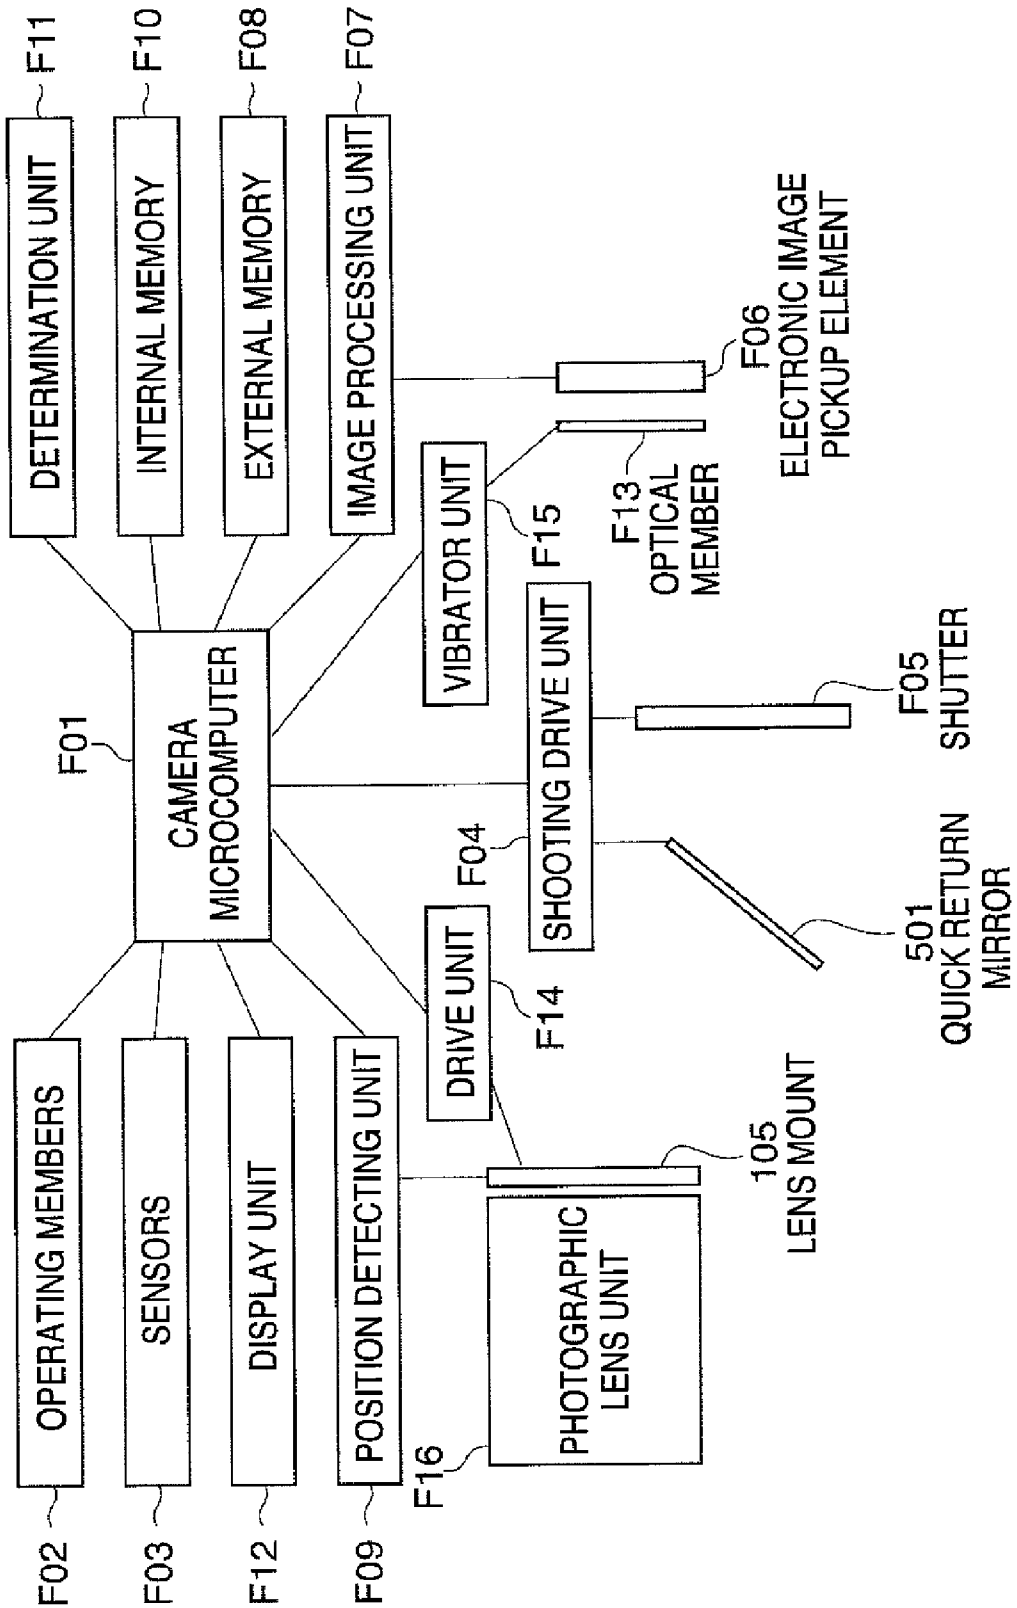 F01
CAMERA
MICROCOMPUTER
F02
OPERATING MEMBERS
F03
SENSORS
F12
DISPLAY UNIT
F09
POSITION DETECTING UNIT
DETERMINATION UNIT
F11
INTERNAL MEMORY
F10
EXTERNAL MEMORY
F08
IMAGE PROCESSING UNIT
F07
DRIVE UNIT
F14
F04
SHOOTING DRIVE UNIT
VIBRATOR UNIT
F15
F16
PHOTOGRAPHIC
LENS UNIT
105
LENS MOUNT
501
QUICK RETURN
MIRROR
F05
SHUTTER
F13
OPTICAL
MEMBER
F06
ELECTRONIC IMAGE
PICKUP ELEMENT